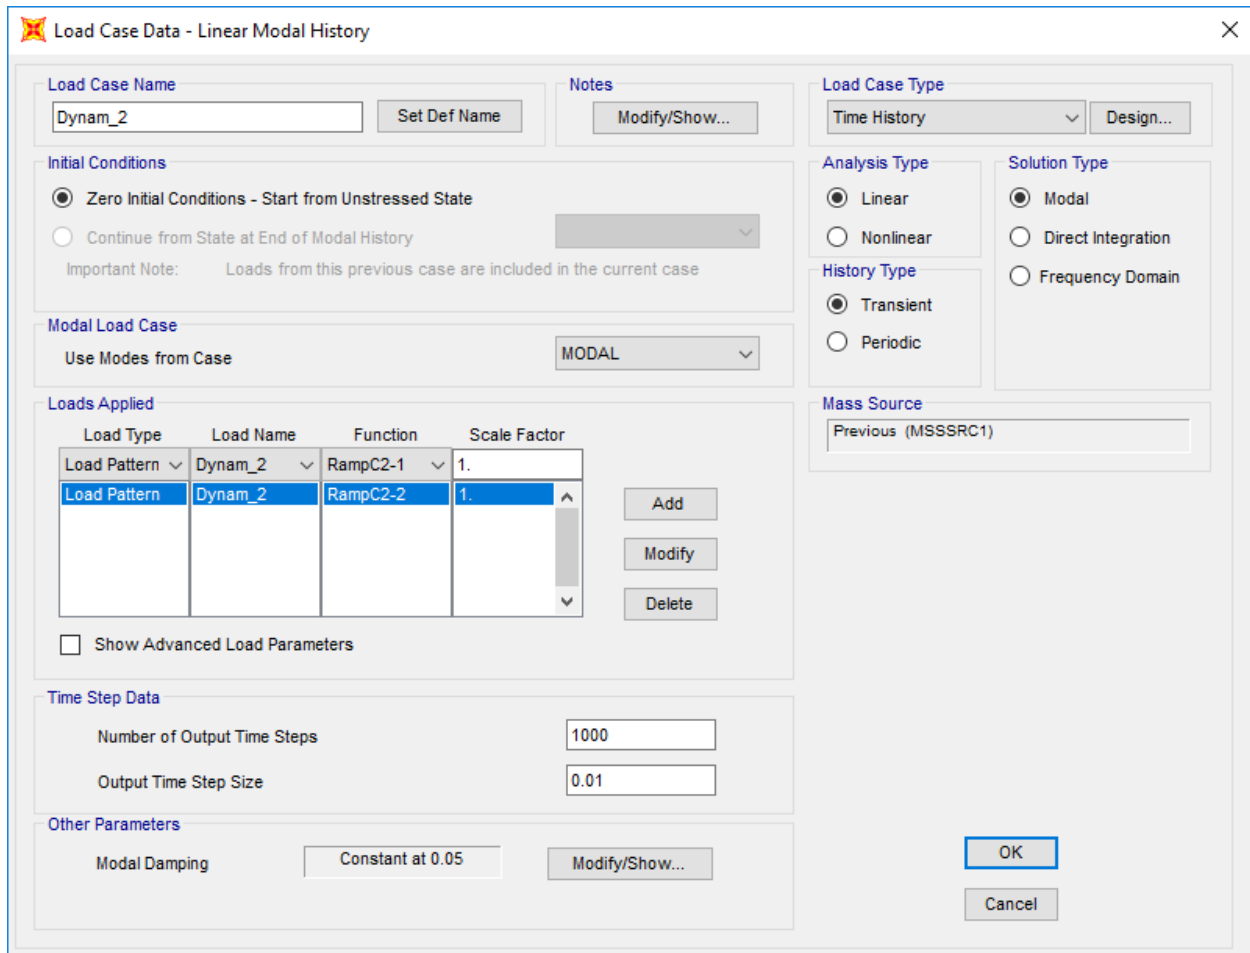 Load Case Data - Linear Modal History
Load Case Name
Dynam_2
Set Def Name
Notes
Modify/Show...
Load Case Type
Time History
Design...
Initial Conditions
Zero Initial Conditions - Start from Unstressed State
Continue from State at End of Modal History
Important Note: Loads from this previous case are included in the current case
Analysis Type
Linear
Nonlinear
Solution Type
Modal
Direct Integration
Frequency Domain
History Type
Transient
Periodic
Modal Load Case
Use Modes from Case
MODAL
Loads Applied
Load Type Load Name Function Scale Factor
Load Pattern Dynam_2 RampC2-1 1.
Load Pattern Dynam_2 RampC2-2 1.
Add
Modify
Delete
Show Advanced Load Parameters
Mass Source
Previous (MSSSRC1)
Time Step Data
Number of Output Time Steps 1000
Output Time Step Size 0.01
Other Parameters
Modal Damping Constant at 0.05 Modify/Show...
OK
Cancel